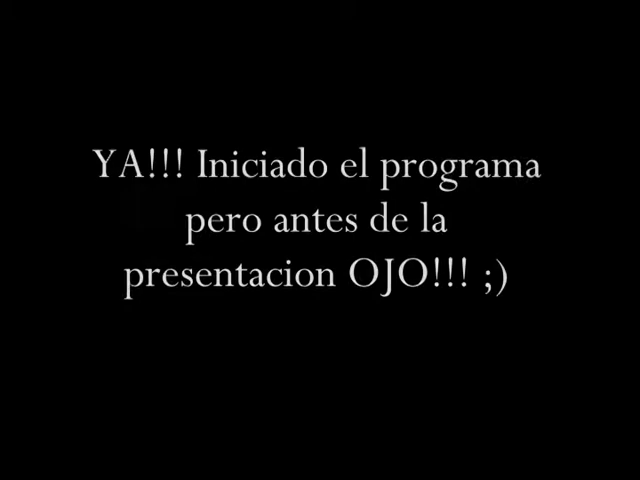 YA!!! Iniciado el programa
pero antes de la
presentacion OJO!!! ;)